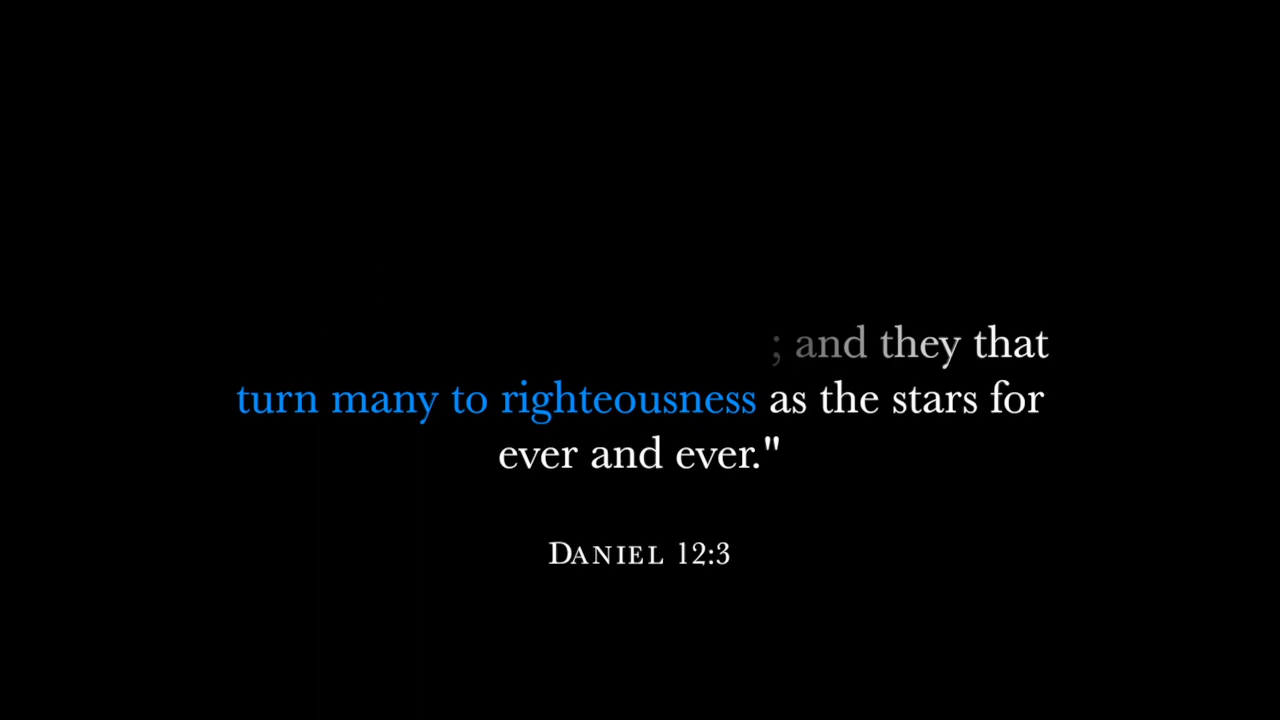 ; and they that
turn many to righteousness as the stars for
ever and ever."
DANIEL 12:3